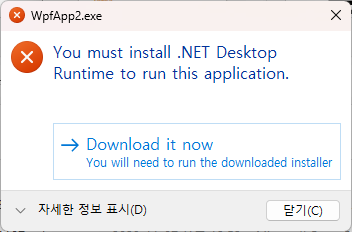 WpfApp2.exe
You must install .NET Desktop
Runtime to run this application.
Download it now
You will need to run the downloaded installer
자세한 정보 표시(D)
닫기(C)